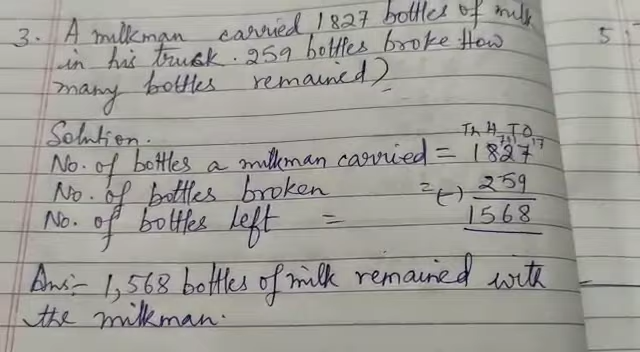 3. A milkman carried 1827 bottles of milk
in his truck. 259 bottles broke How
many bottles remained?
Solution.
Th H T O
No. of bottles a milkman carried = 1827
No. of bottles broken = (-) 259
No. of bottles left = 1568
Ans:- 1,568 bottles of milk remained with
the milkman.
5